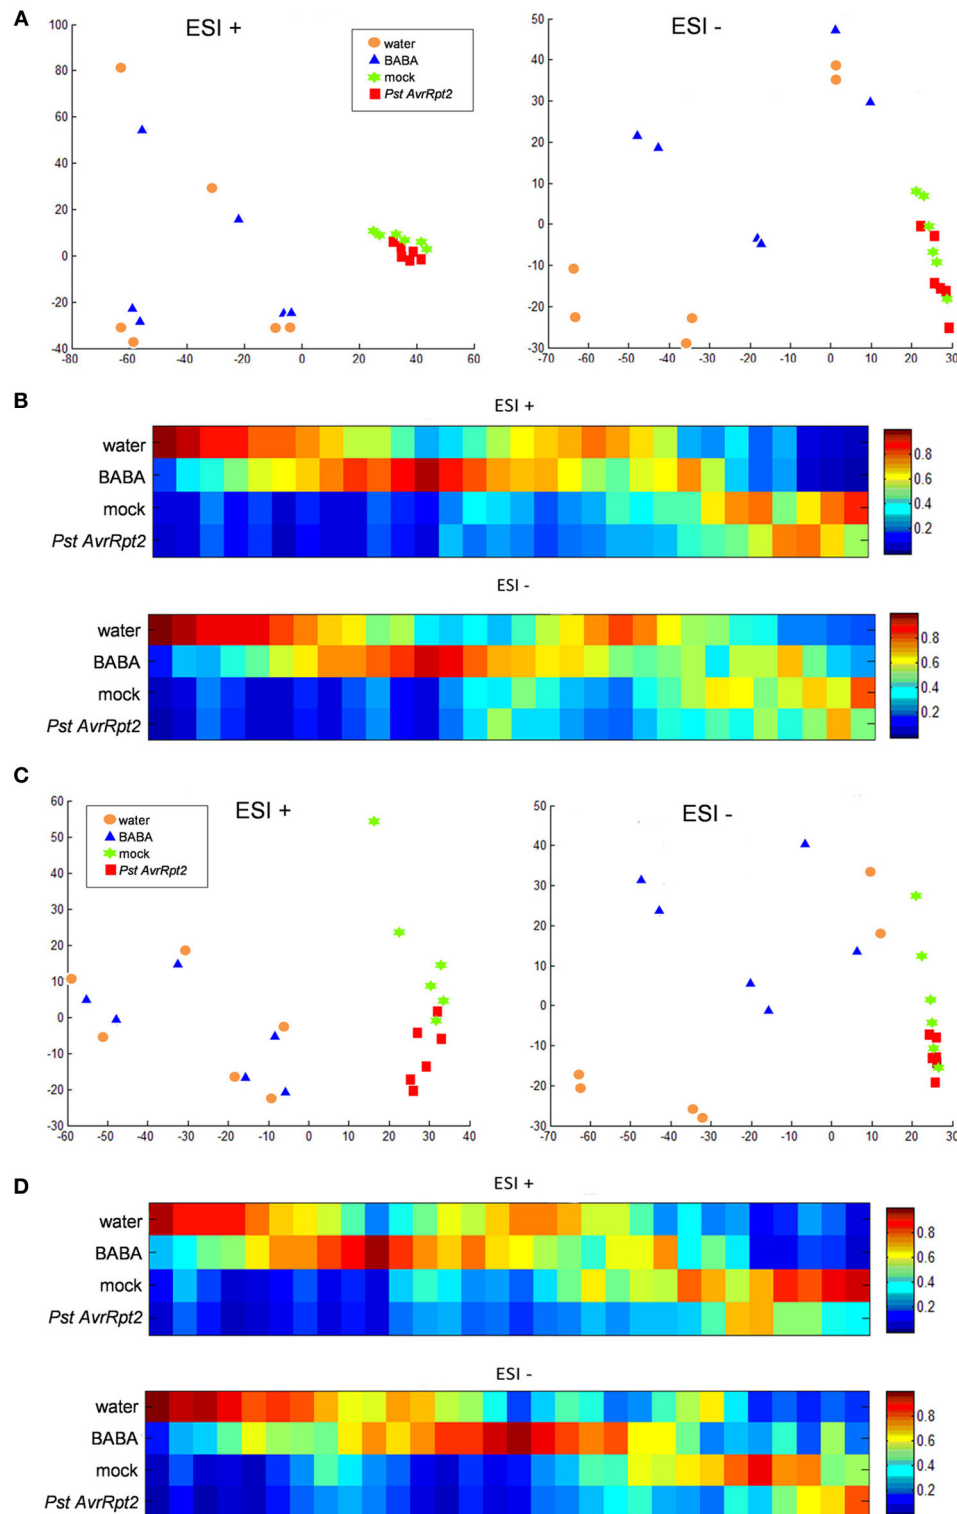 A
ESI +
water
BABA
mock
Pst AvrRpt2
100
80
60
40
20
0
-20
-40
-80 -60 -40 -20 0 20 40 60
ESI -
50
40
30
20
10
0
-10
-20
-30
-70 -60 -50 -40 -30 -20 -10 0 10 20 30
B
ESI +
water
BABA
mock
Pst AvrRpt2
0.8
0.6
0.4
0.2
ESI -
water
BABA
mock
Pst AvrRpt2
0.8
0.6
0.4
0.2
C
ESI +
water
BABA
mock
Pst AvrRpt2
60
50
40
30
20
10
0
-10
-20
-30
-60 -50 -40 -30 -20 -10 0 10 20 30 40
ESI -
50
40
30
20
10
0
-10
-20
-30
-70 -60 -50 -40 -30 -20 -10 0 10 20 30
D
ESI +
water
BABA
mock
Pst AvrRpt2
0.8
0.6
0.4
0.2
ESI -
water
BABA
mock
Pst AvrRpt2
0.8
0.6
0.4
0.2